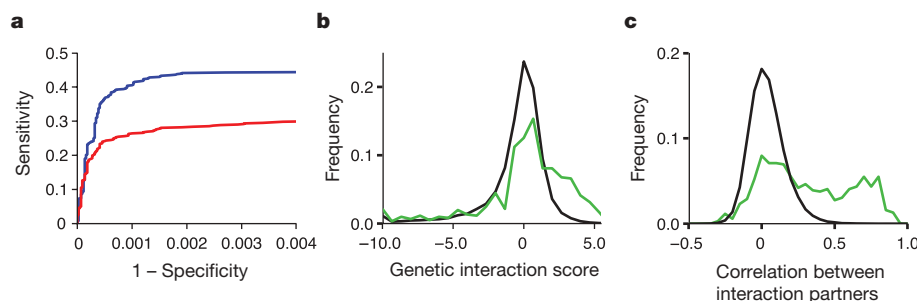 a
0.5
0.4
0.3
0.2
0.1
0
0 0.001 0.002 0.003 0.004
Sensitivity
1 – Specificity
b
0.2
0.1
0.0
–10.0 –5.0 0 5.0
Frequency
Genetic interaction score
c
0.2
0.1
0.0
–0.5 0 0.5 1.0
Frequency
Correlation between
interaction partners